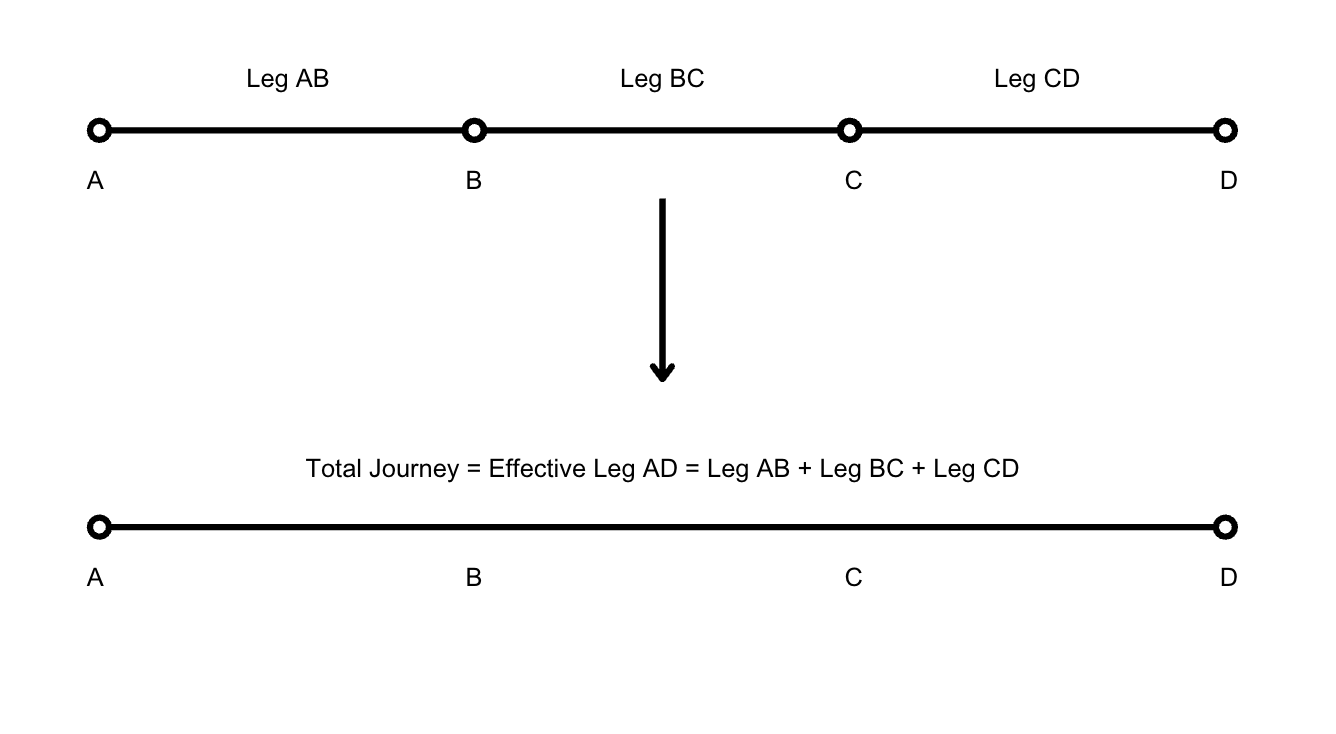 Leg AB Leg BC Leg CD
A B C D
Total Journey = Effective Leg AD = Leg AB + Leg BC + Leg CD
A B C D